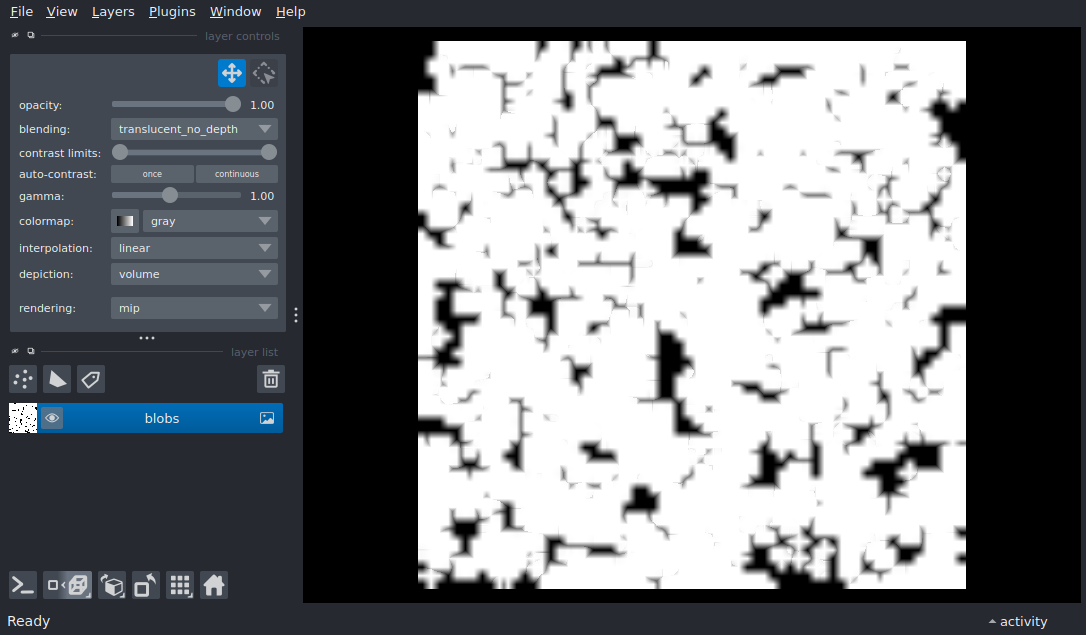 File View Layers Plugins Window Help
layer controls
opacity: 1.00
blending: translucent_no_depth
contrast limits:
auto-contrast: once continuous
gamma: 1.00
colormap: gray
interpolation: linear
depiction: volume
rendering: mip
layer list
blobs
Ready
activity